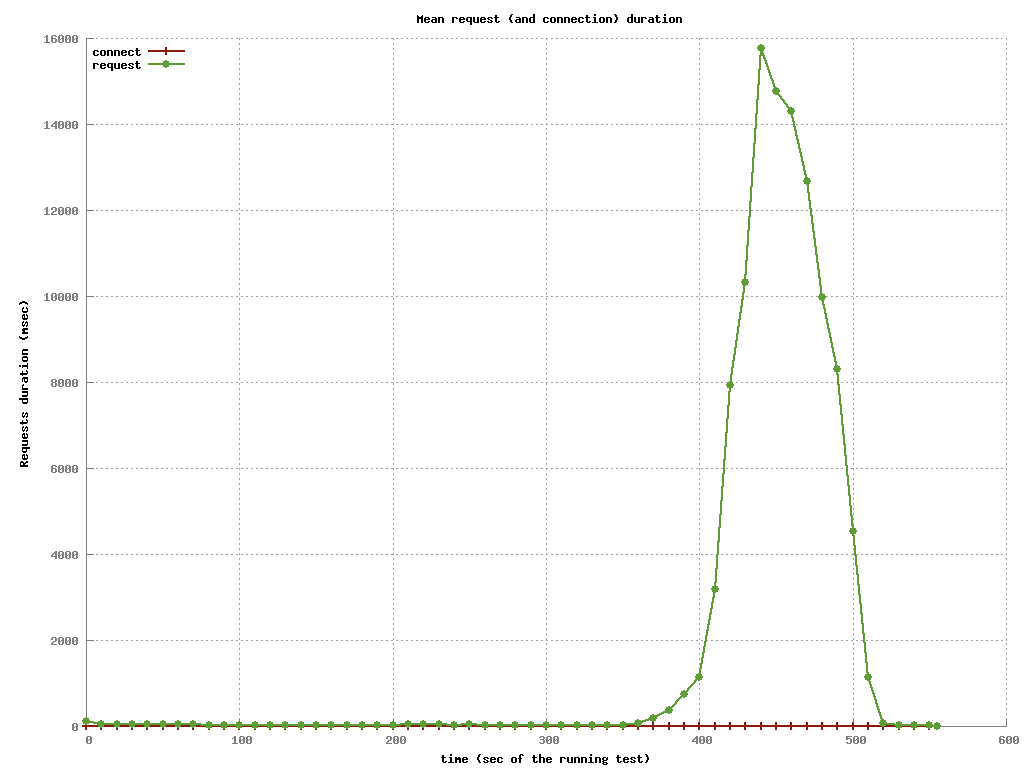 Mean request (and connection) duration
16000
connect
request
14000
12000
10000
8000
6000
4000
2000
0
Requests duration (msec)
0 100 200 300 400 500 600
time (sec of the running test)